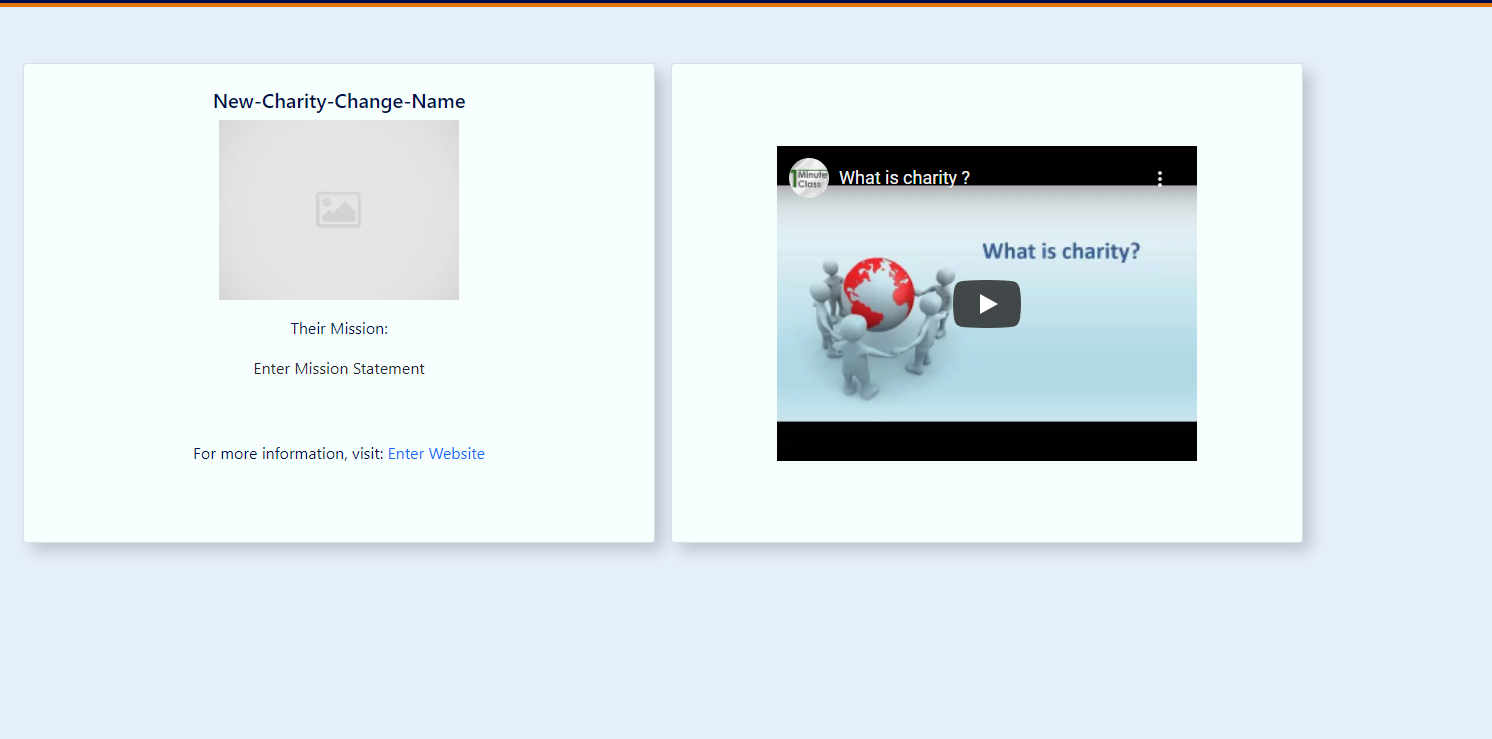 New-Charity-Change-Name
Their Mission:
Enter Mission Statement
For more information, visit: Enter Website
1 Minute
Class
What is charity ?
What is charity?